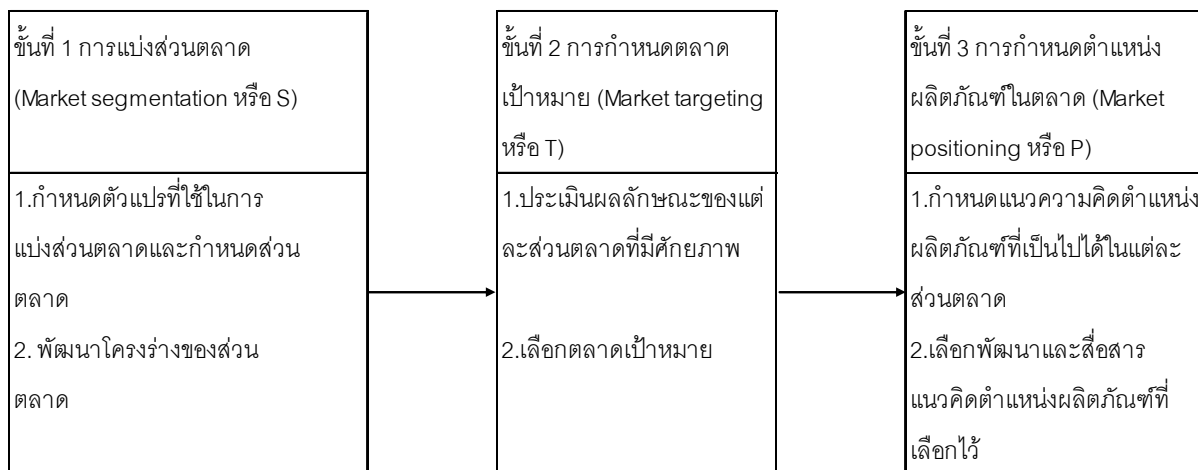 ขั้นที่ 1 การแบ่งส่วนตลาด
(Market segmentation หรือ S)
1.กำหนดตัวแปรที่ใช้ในการ
แบ่งส่วนตลาดและกำหนดส่วน
ตลาด
2. พัฒนาโครงร่างของส่วน
ตลาด
ขั้นที่ 2 การกำหนดตลาด
เป้าหมาย (Market targeting
หรือ T)
1.ประเมินผลลักษณะของแต่
ละส่วนตลาดที่มีศักยภาพ
2.เลือกตลาดเป้าหมาย
ขั้นที่ 3 การกำหนดตำแหน่ง
ผลิตภัณฑ์ในตลาด (Market
positioning หรือ P)
1.กำหนดแนวความคิดตำแหน่ง
ผลิตภัณฑ์ที่เป็นไปได้ในแต่ละ
ส่วนตลาด
2.เลือกพัฒนาและสื่อสาร
แนวคิดตำแหน่งผลิตภัณฑ์ที่
เลือกไว้